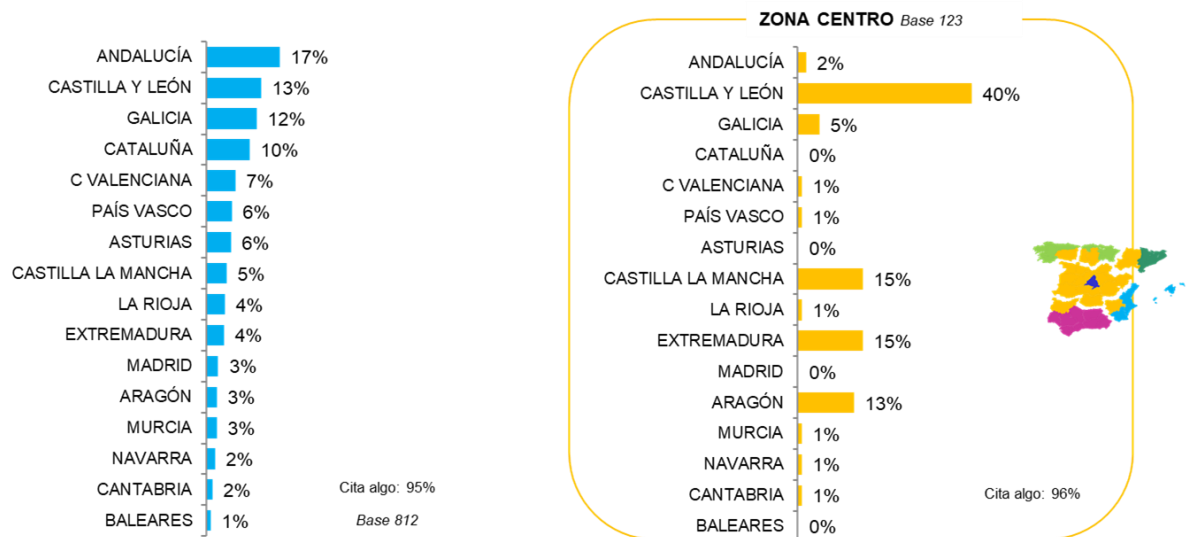 ANDALUCÍA 17%
CASTILLA Y LEÓN 13%
GALICIA 12%
CATALUÑA 10%
C VALENCIANA 7%
PAÍS VASCO 6%
ASTURIAS 6%
CASTILLA LA MANCHA 5%
LA RIOJA 4%
EXTREMADURA 4%
MADRID 3%
ARAGÓN 3%
MURCIA 3%
NAVARRA 2%
CANTABRIA 2%
BALEARES 1%
Cita algo: 95%
Base 812
ZONA CENTRO Base 123
ANDALUCÍA 2%
CASTILLA Y LEÓN 40%
GALICIA 5%
CATALUÑA 0%
C VALENCIANA 1%
PAÍS VASCO 1%
ASTURIAS 0%
CASTILLA LA MANCHA 15%
LA RIOJA 1%
EXTREMADURA 15%
MADRID 0%
ARAGÓN 13%
MURCIA 1%
NAVARRA 1%
CANTABRIA 1%
BALEARES 0%
Cita algo: 96%